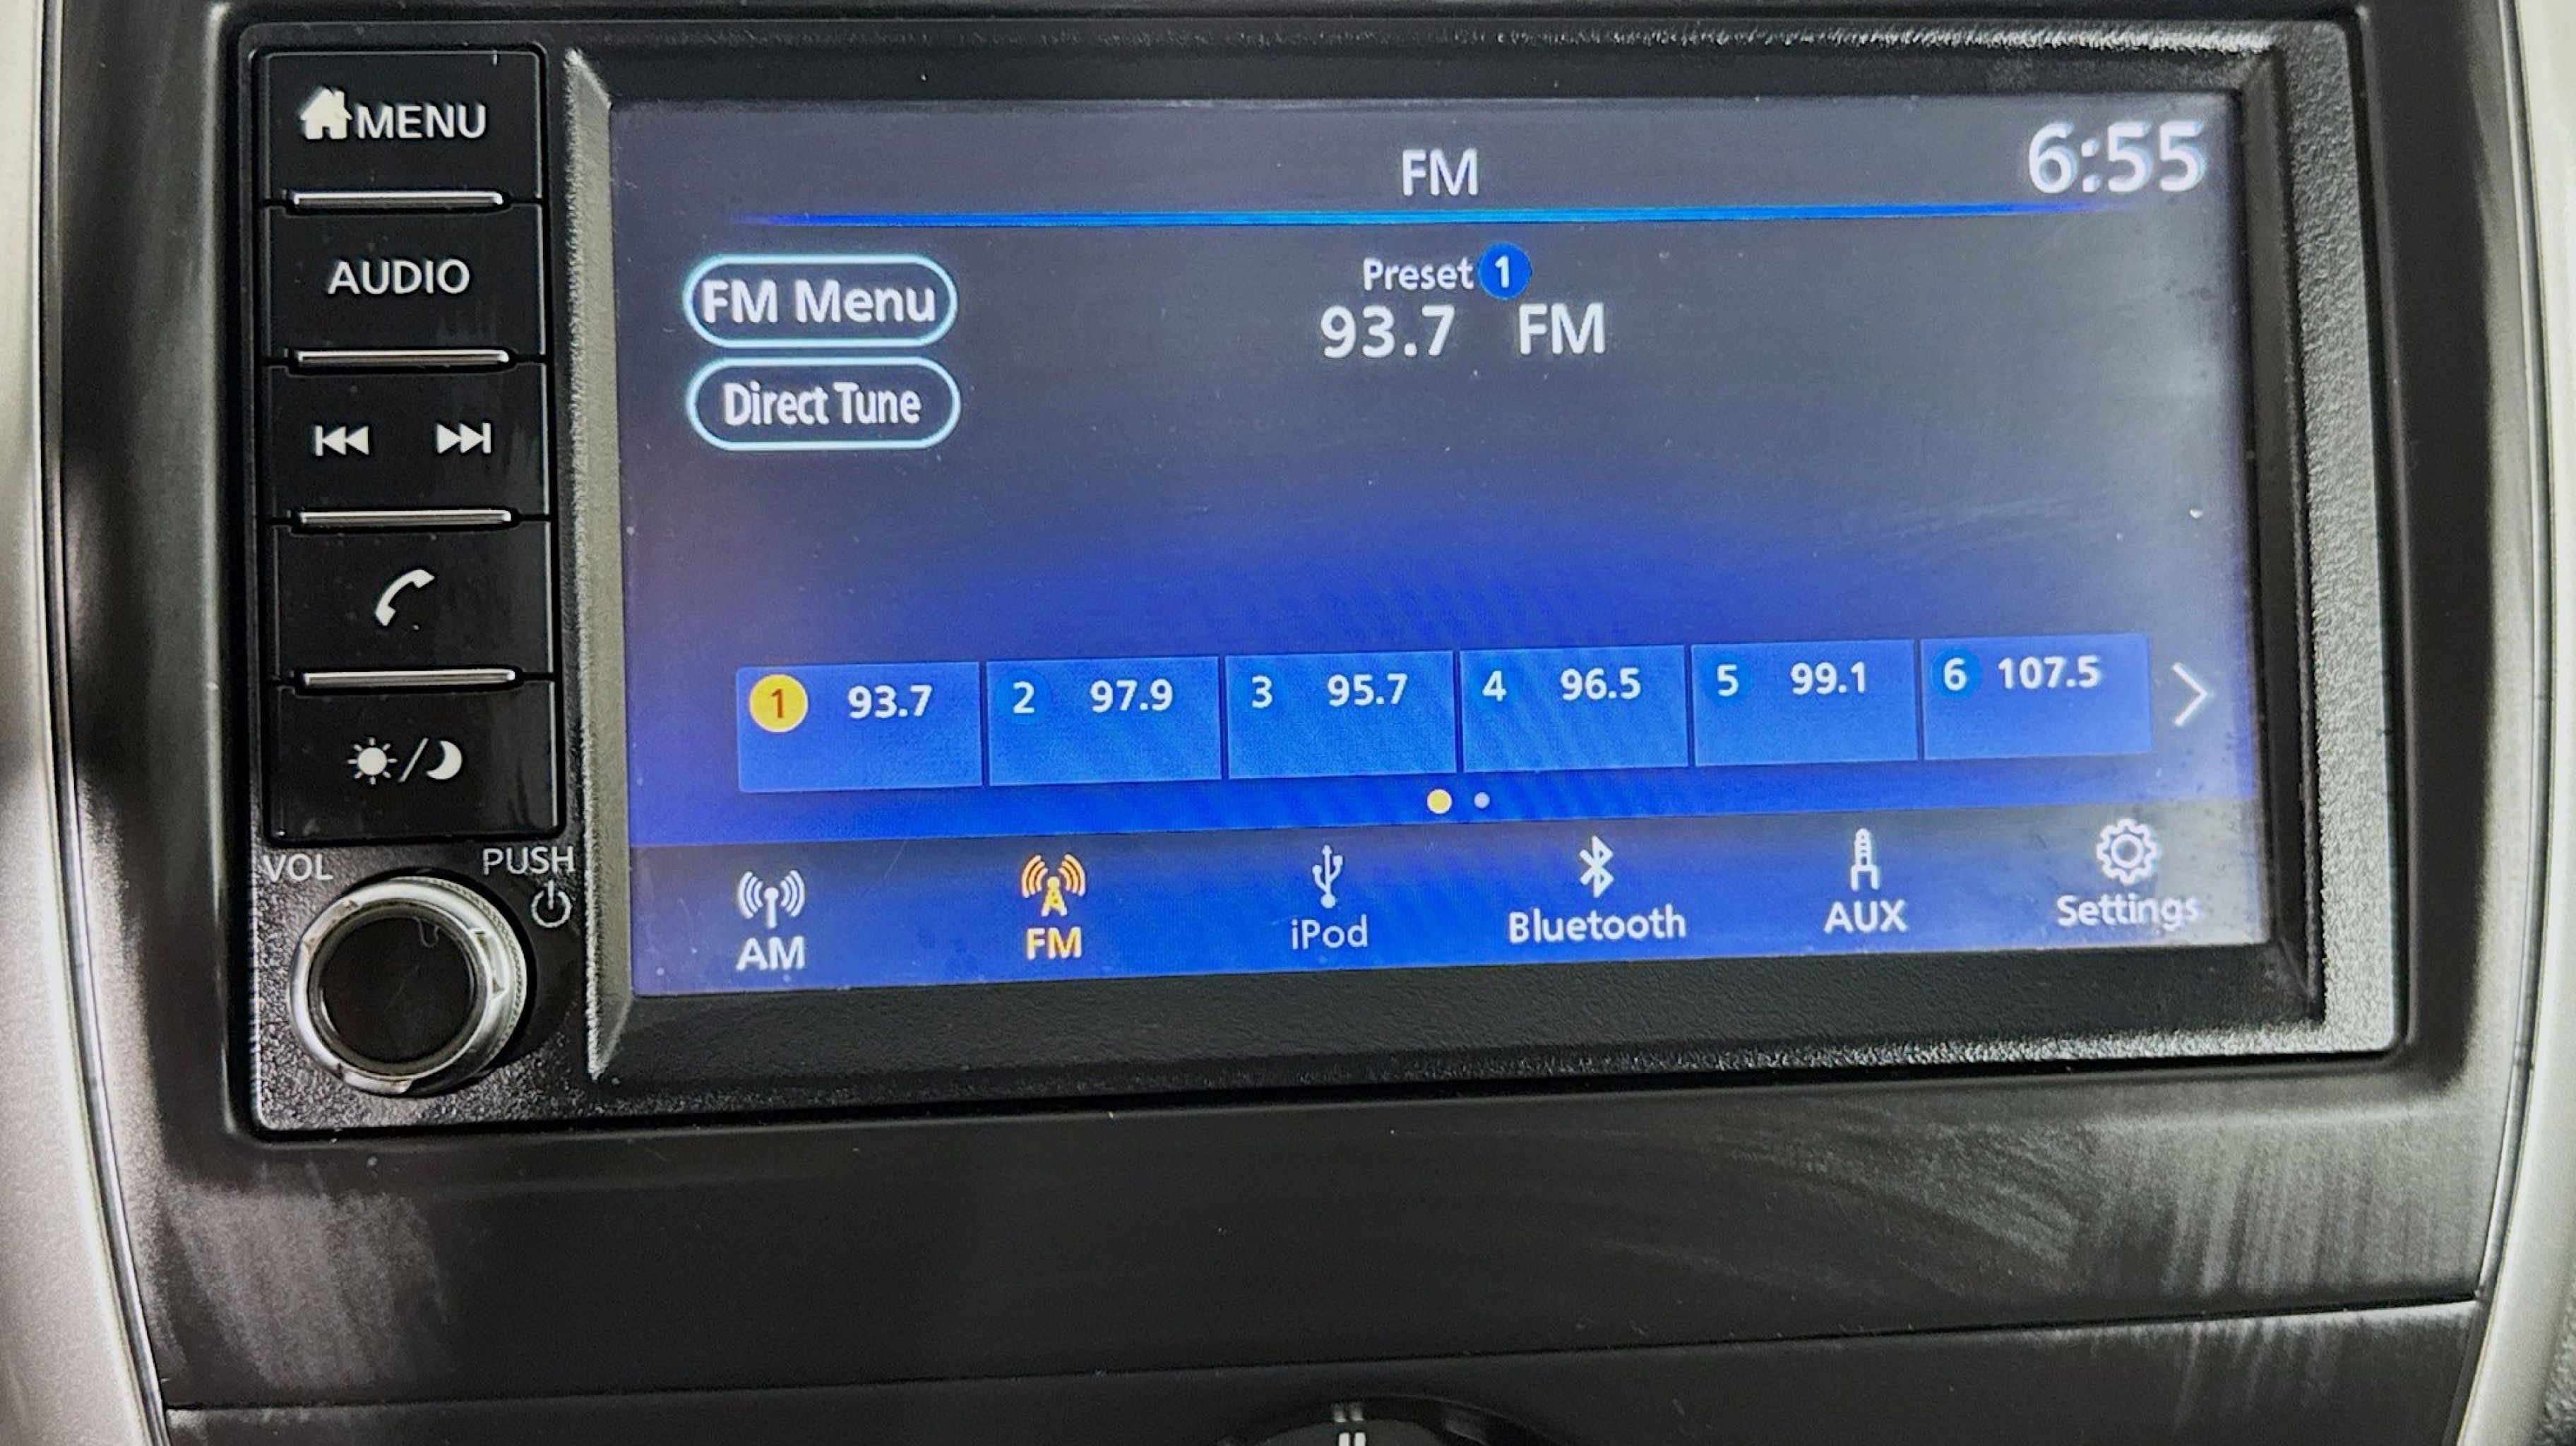 MENU
AUDIO
VOL PUSH
FM 6:55
FM Menu
Direct Tune
Preset 1
93.7 FM
1 93.7 2 97.9 3 95.7 4 96.5 5 99.1 6 107.5
AM FM iPod Bluetooth AUX Settings